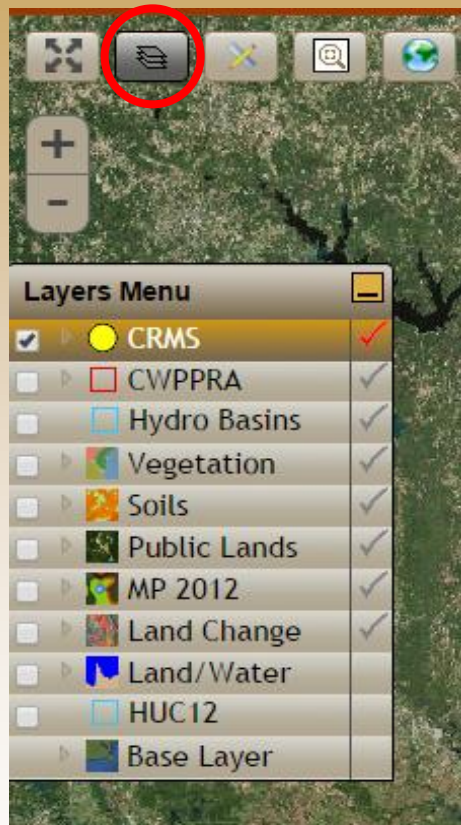 Layers Menu
CRMS
CWPPRA
Hydro Basins
Vegetation
Soils
Public Lands
MP 2012
Land Change
Land/Water
HUC12
Base Layer